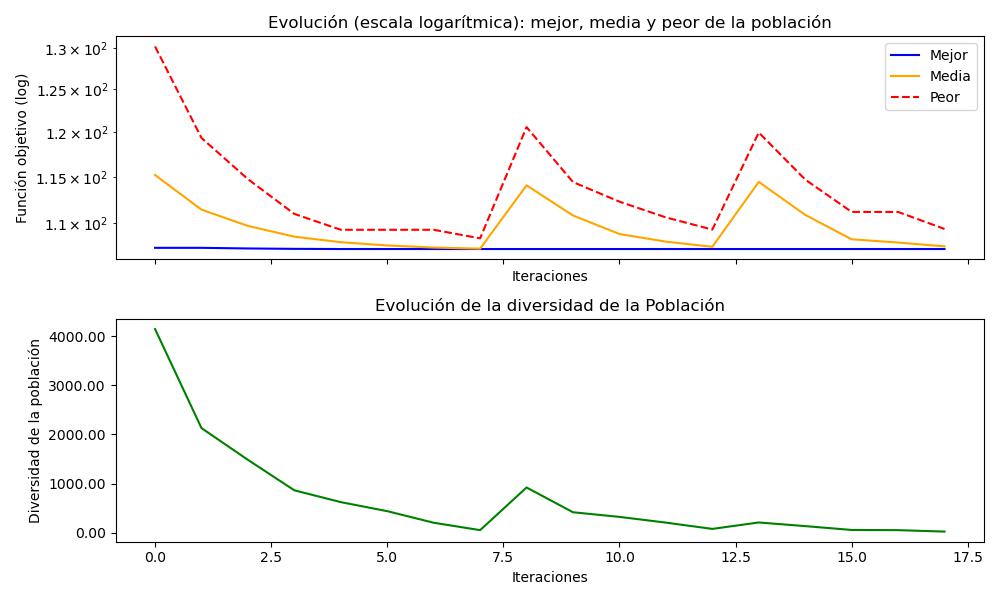 Evolución (escala logarítmica): mejor, media y peor de la población
1.3 × 10²
1.25 × 10²
1.2 × 10²
1.15 × 10²
1.1 × 10²
Función objetivo (log)
Mejor
Media
Peor
Iteraciones
Evolución de la diversidad de la Población
4000.00
3000.00
2000.00
1000.00
0.00
Diversidad de la población
0.0 2.5 5.0 7.5 10.0 12.5 15.0 17.5
Iteraciones